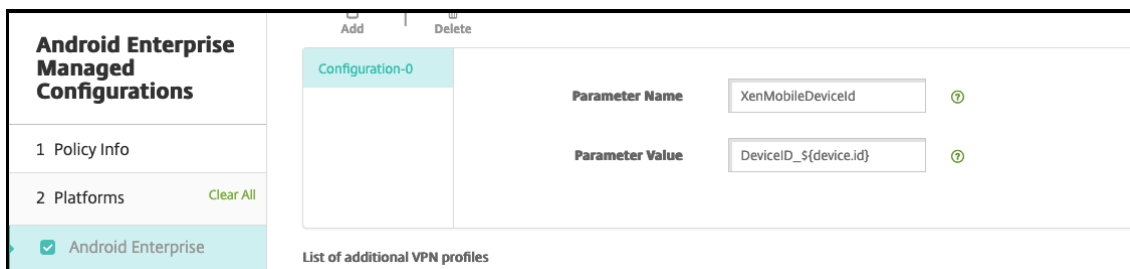 Add
Delete
Android Enterprise
Managed
Configurations
Configuration-0
Parameter Name
XenMobileDeviceId
1 Policy Info
Parameter Value
DeviceID_${device.id}
2 Platforms
Clear All
Android Enterprise
List of additional VPN profiles